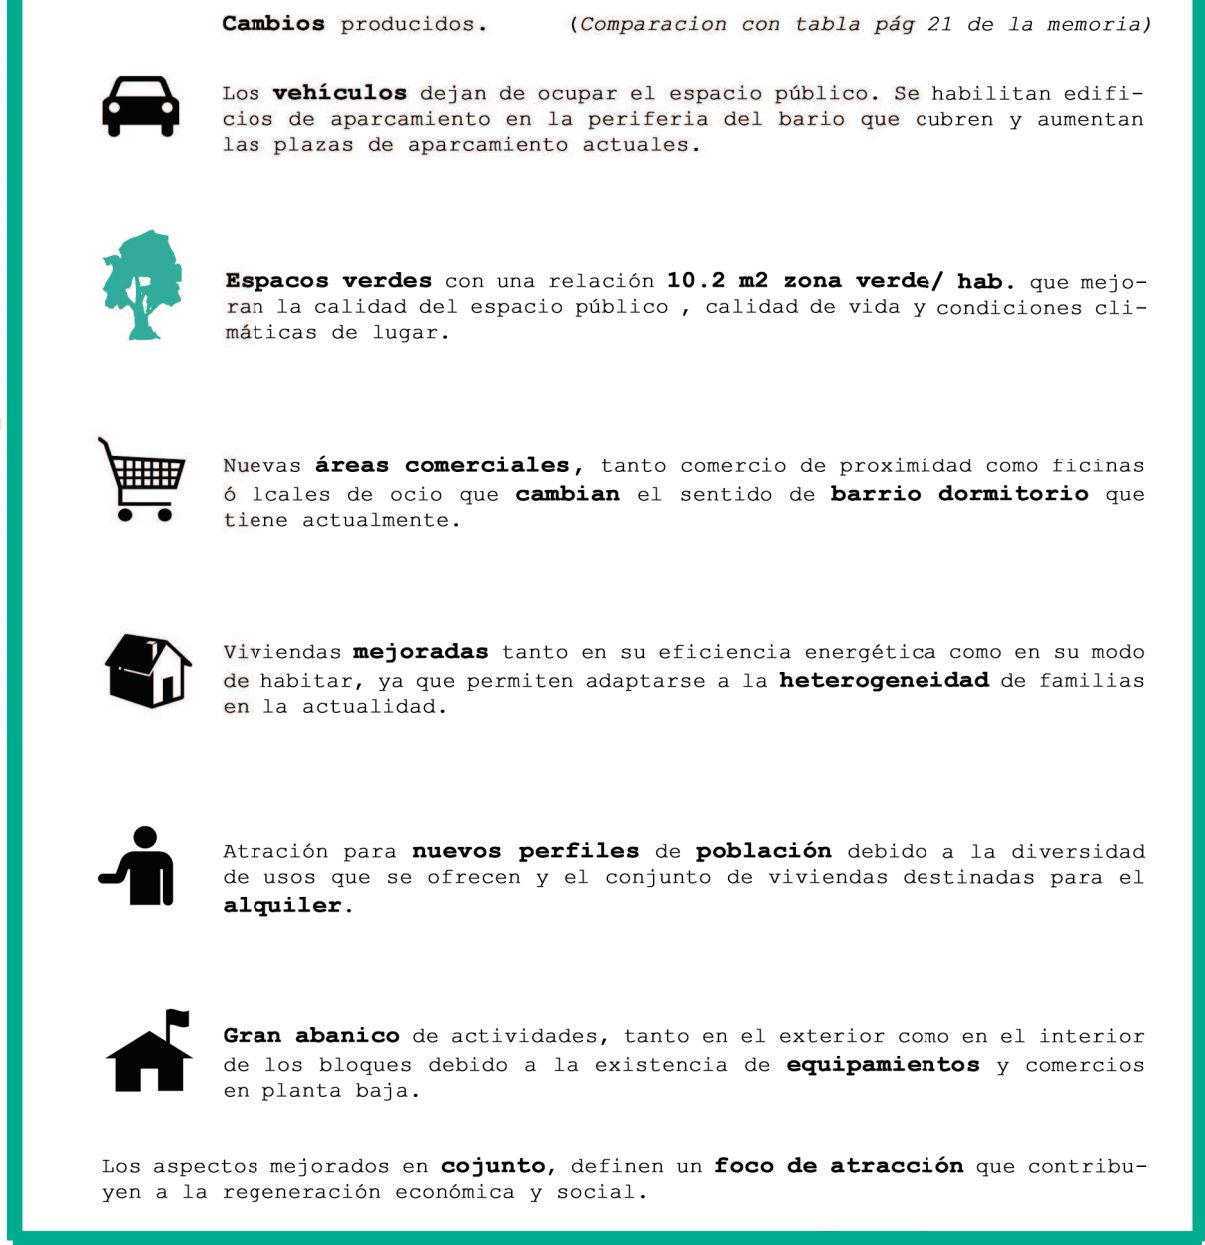 Cambios producidos. (Comparacion con tabla pág 21 de la memoria)
Los vehículos dejan de ocupar el espacio público. Se habilitan edifi-
cios de aparcamiento en la periferia del bario que cubren y aumentan
las plazas de aparcamiento actuales.
Espacos verdes con una relación 10.2 m2 zona verde/ hab. que mejo-
ran la calidad del espacio público , calidad de vida y condiciones cli-
máticas de lugar.
Nuevas áreas comerciales, tanto comercio de proximidad como ficinas
ó lcales de ocio que cambian el sentido de barrio dormitorio que
tiene actualmente.
Viviendas mejoradas tanto en su eficiencia energética como en su modo
de habitar, ya que permiten adaptarse a la heterogeneidad de familias
en la actualidad.
Atración para nuevos perfiles de población debido a la diversidad
de usos que se ofrecen y el conjunto de viviendas destinadas para el
alquiler.
Gran abanico de actividades, tanto en el exterior como en el interior
de los bloques debido a la existencia de equipamientos y comercios
en planta baja.
Los aspectos mejorados en cojunto, definen un foco de atracción que contribu-
yen a la regeneración económica y social.